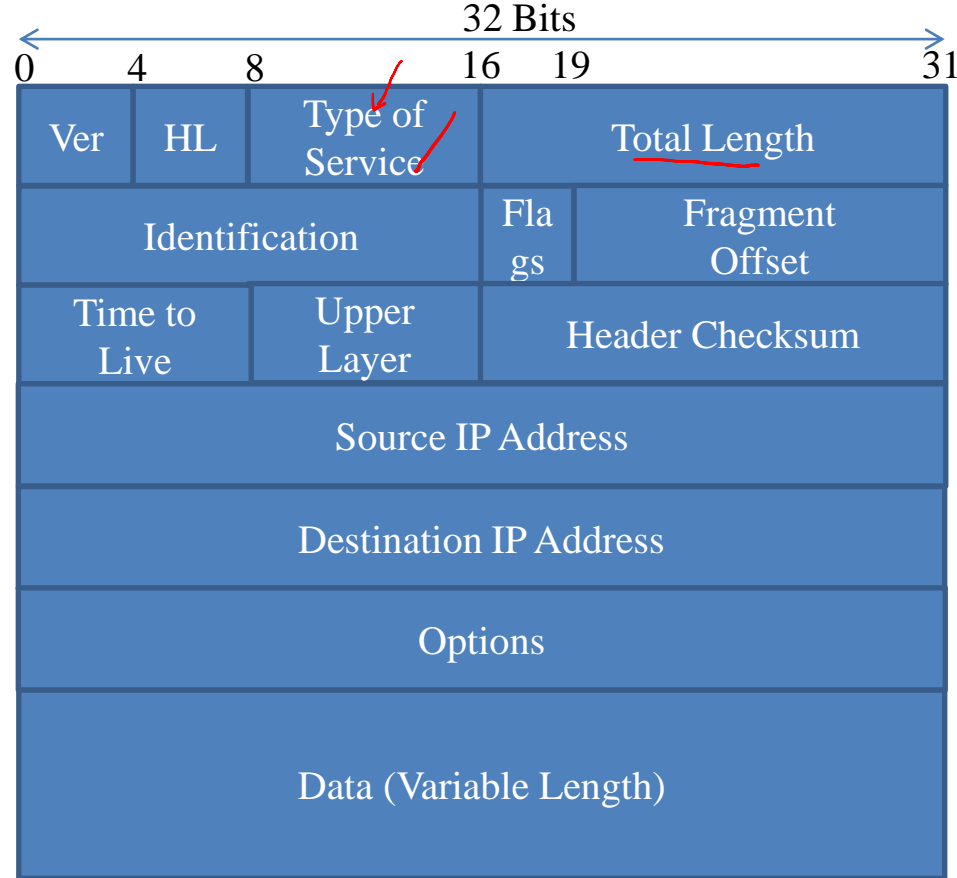 32 Bits
0 4 8 16 19 31
Ver HL Type of Service Total Length
Identification Fla gs Fragment Offset
Time to Live Upper Layer Header Checksum
Source IP Address
Destination IP Address
Options
Data (Variable Length)